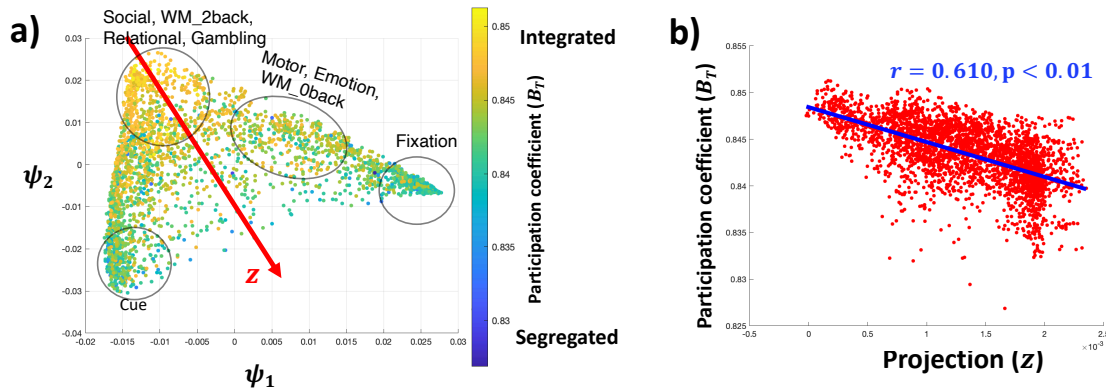 a)
Social, WM_2back,
Relational, Gambling
Motor, Emotion,
WM_0back
Fixation
Cue
z
ψ₂
0.03
0.02
0.01
0
-0.01
-0.02
-0.03
-0.04
-0.02
-0.015
-0.01
-0.005
0
0.005
0.01
0.015
0.02
0.025
0.03
ψ₁
Participation coefficient (B_T)
0.85
0.845
0.84
0.835
0.83
Integrated
Segregated
b)
r = 0.610, p < 0.01
Participation coefficient (B_T)
0.855
0.85
0.845
0.84
0.835
0.83
0.825
-0.5
0
0.5
1
1.5
2
2.5
×10⁻³
Projection (z)